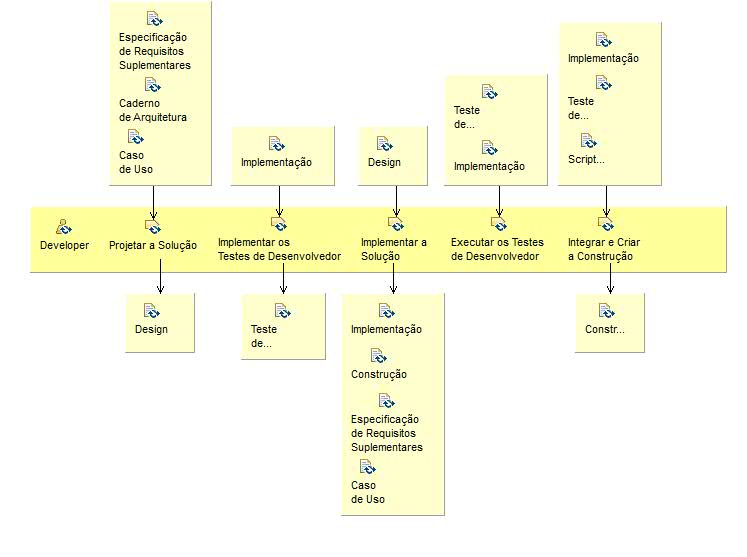 Especificação
de Requisitos
Suplementares
Caderno
de Arquitetura
Caso
de Uso
Implementação
Design
Teste
de...
Implementação
Implementação
Teste
de...
Script...
Developer
Projetar a Solução
Implementar os
Testes de Desenvolvedor
Implementar a
Solução
Executar os Testes
de Desenvolvedor
Integrar e Criar
a Construção
Design
Teste
de...
Implementação
Construção
Especificação
de Requisitos
Suplementares
Caso
de Uso
Constr...